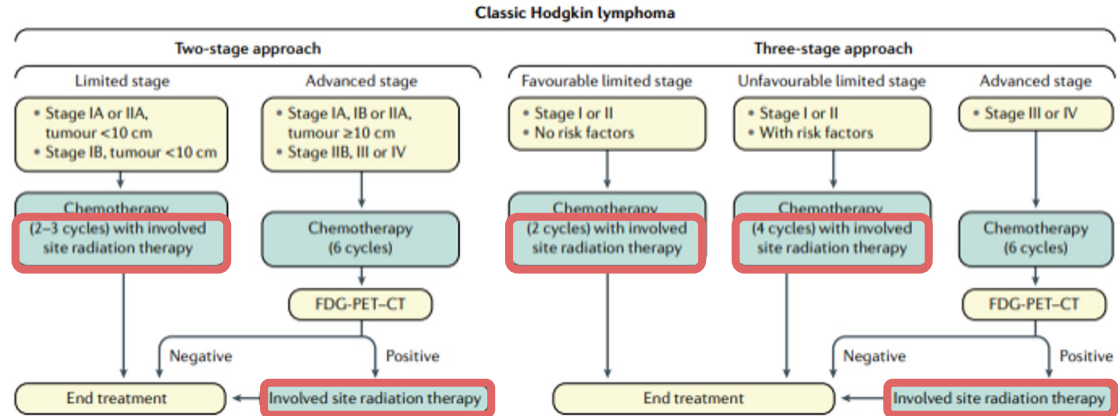 Classic Hodgkin lymphoma
Two-stage approach
Three-stage approach
Limited stage
Advanced stage
Favourable limited stage
Unfavourable limited stage
Advanced stage
• Stage IA or IIA,
tumour <10 cm
• Stage IB, tumour <10 cm
• Stage IA, IB or IIA,
tumour ≥10 cm
• Stage IIB, III or IV
• Stage I or II
• No risk factors
• Stage I or II
• With risk factors
• Stage III or IV
Chemotherapy
(2–3 cycles) with involved
site radiation therapy
Chemotherapy
(6 cycles)
Chemotherapy
(2 cycles) with involved
site radiation therapy
Chemotherapy
(4 cycles) with involved
site radiation therapy
Chemotherapy
(6 cycles)
FDG-PET–CT
FDG-PET–CT
Negative
Positive
Negative
Positive
End treatment
Involved site radiation therapy
End treatment
Involved site radiation therapy